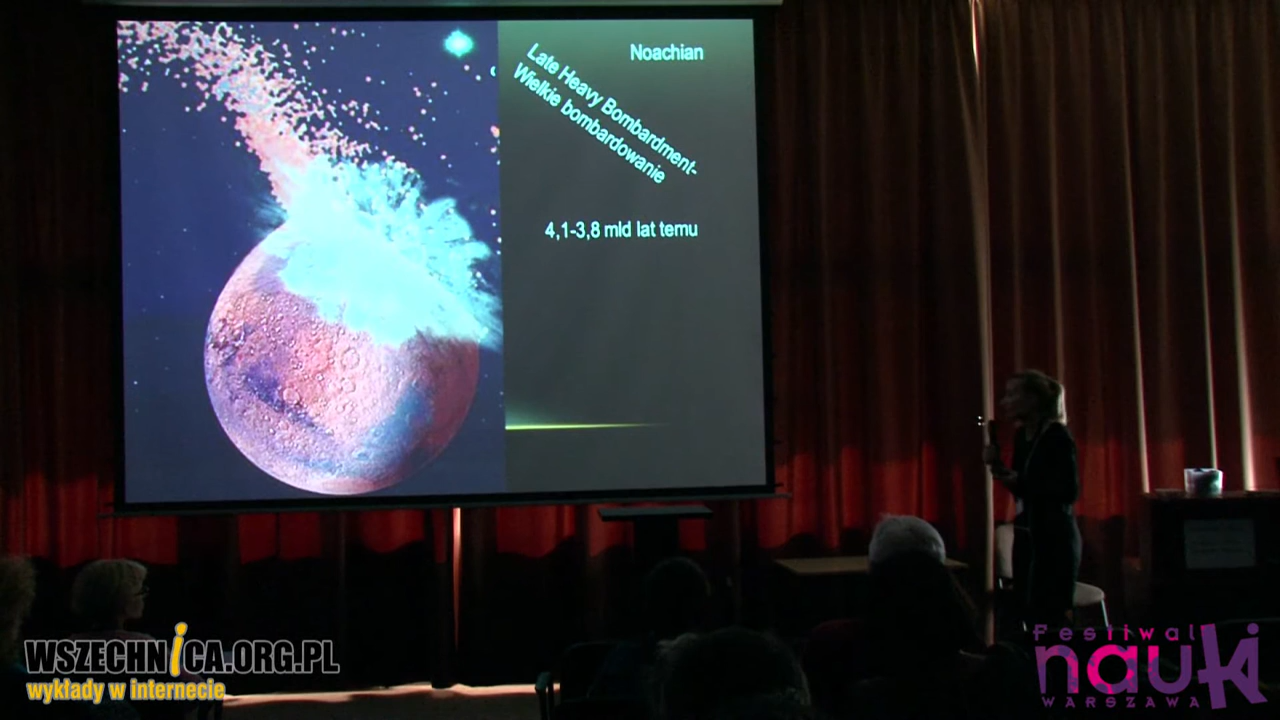 Noachian
Late Heavy Bombardment-
Wielkie bombardowanie
4,1-3,8 mld lat temu
WSZECHNICA.ORG.PL
wykłady w internecie
Festiwal
nauki
WARSZAWA